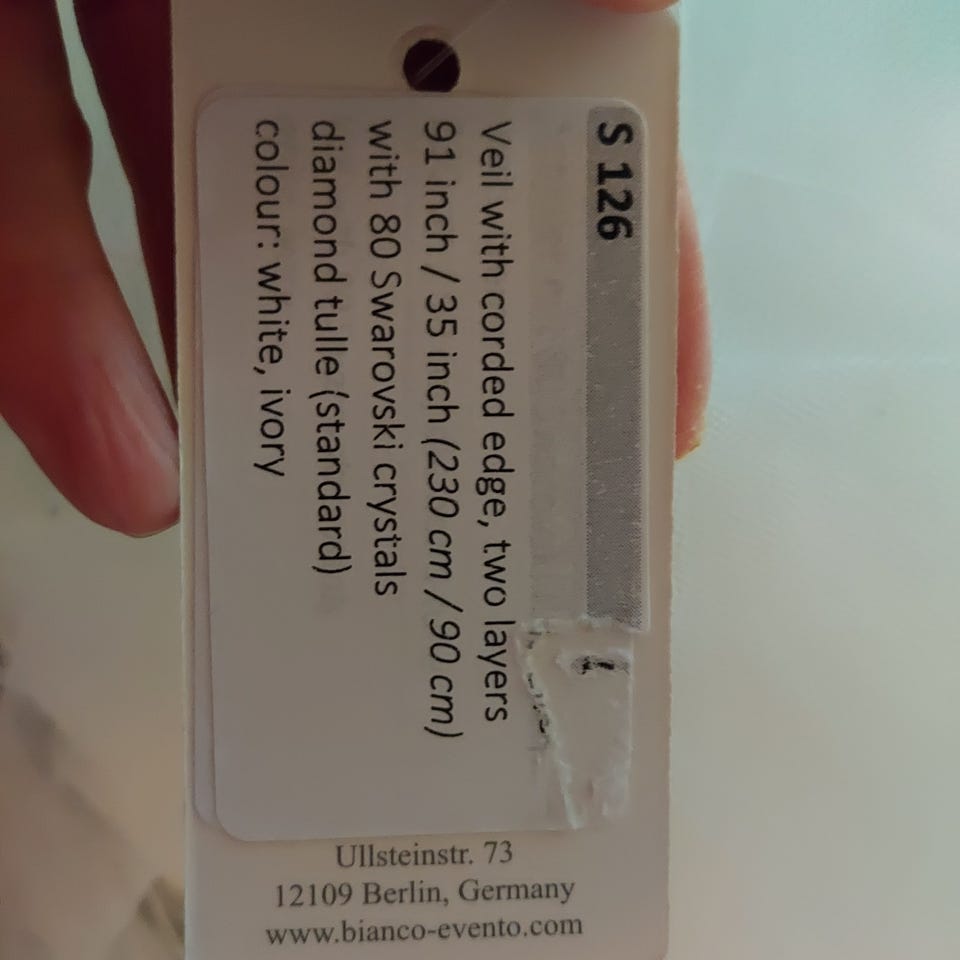 S 126
Veil with corded edge, two layers
91 inch / 35 inch (230 cm / 90 cm)
with 80 Swarovski crystals
diamond tulle (standard)
colour: white, ivory
Ullsteinstr. 73
12109 Berlin, Germany
www.bianco-evento.com